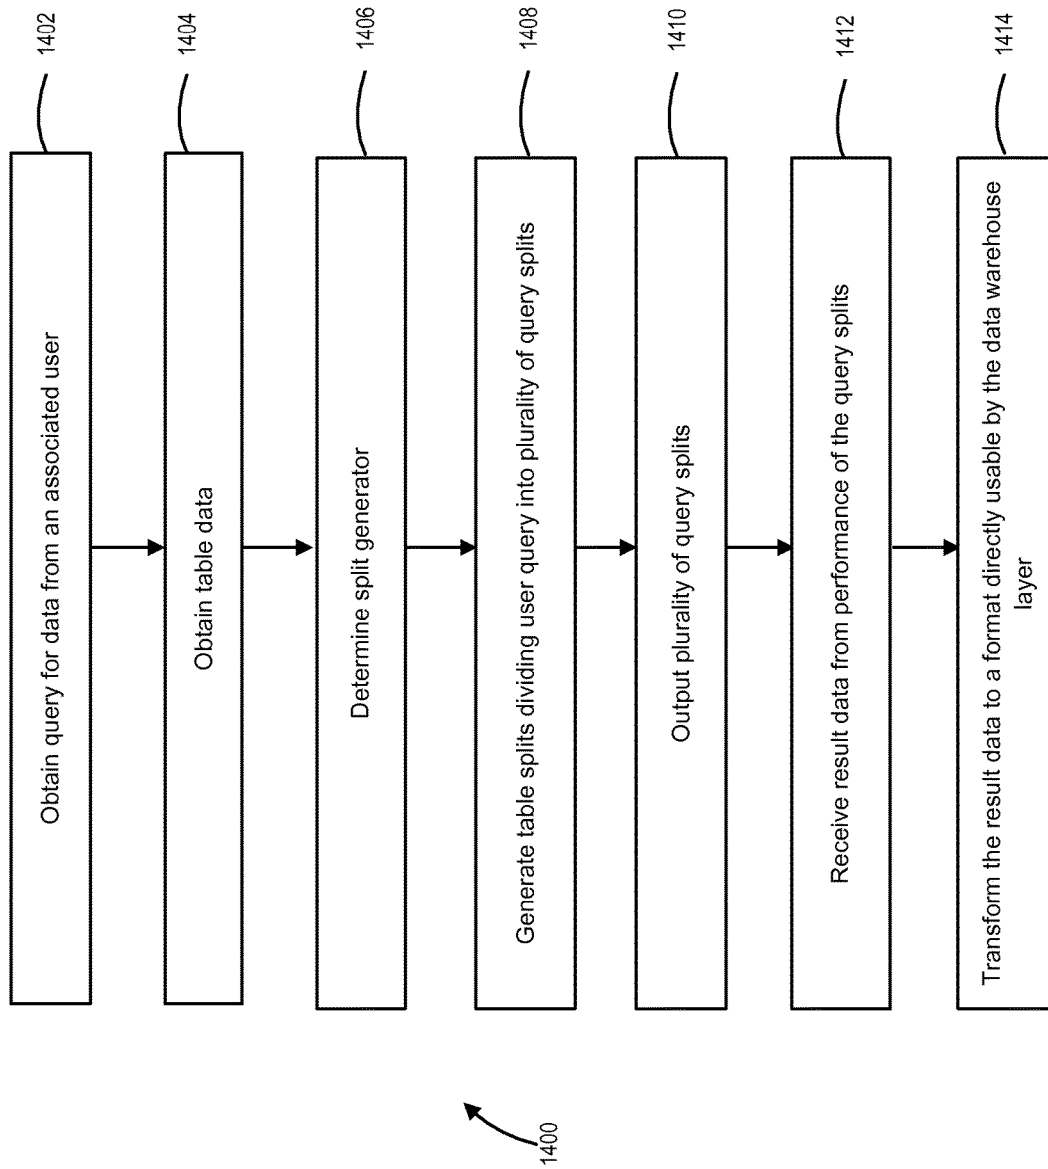 1400
Obtain query for data from an associated user
1402
Obtain table data
1404
Determine split generator
1406
Generate table splits dividing user query into plurality of query splits
1408
Output plurality of query splits
1410
Receive result data from performance of the query splits
1412
Transform the result data to a format directly usable by the data warehouse
layer
1414